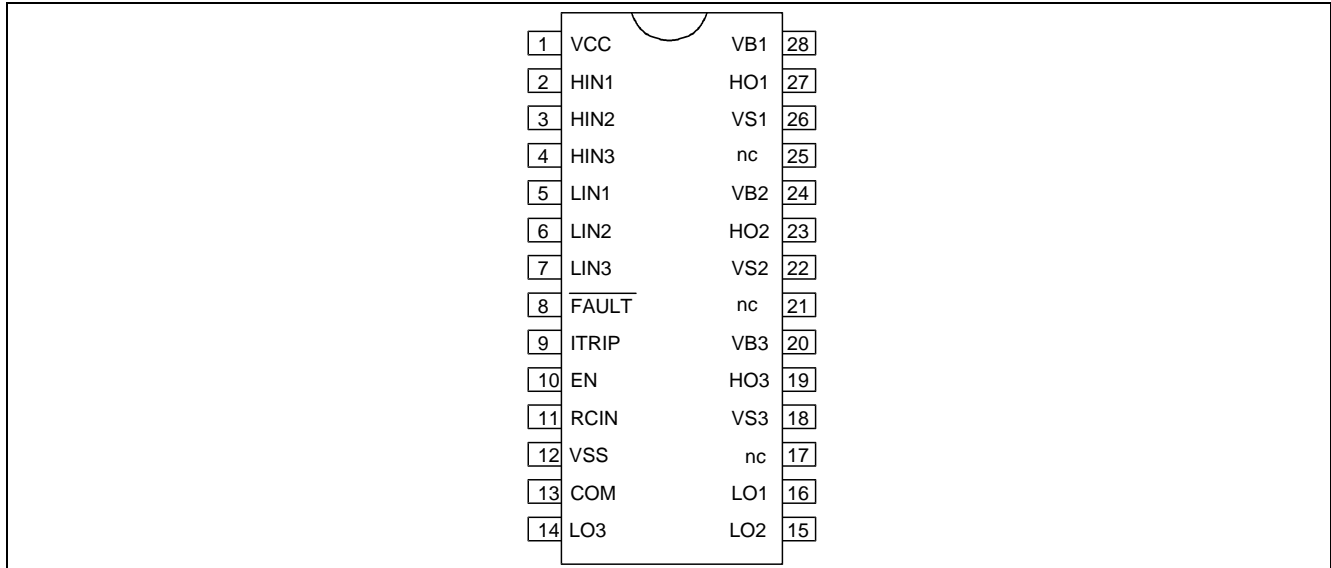 1 VCC VB1 28
2 HIN1 HO1 27
3 HIN2 VS1 26
4 HIN3 nc 25
5 LIN1 VB2 24
6 LIN2 HO2 23
7 LIN3 VS2 22
8 FAULT nc 21
9 ITRIP VB3 20
10 EN HO3 19
11 RCIN VS3 18
12 VSS nc 17
13 COM LO1 16
14 LO3 LO2 15